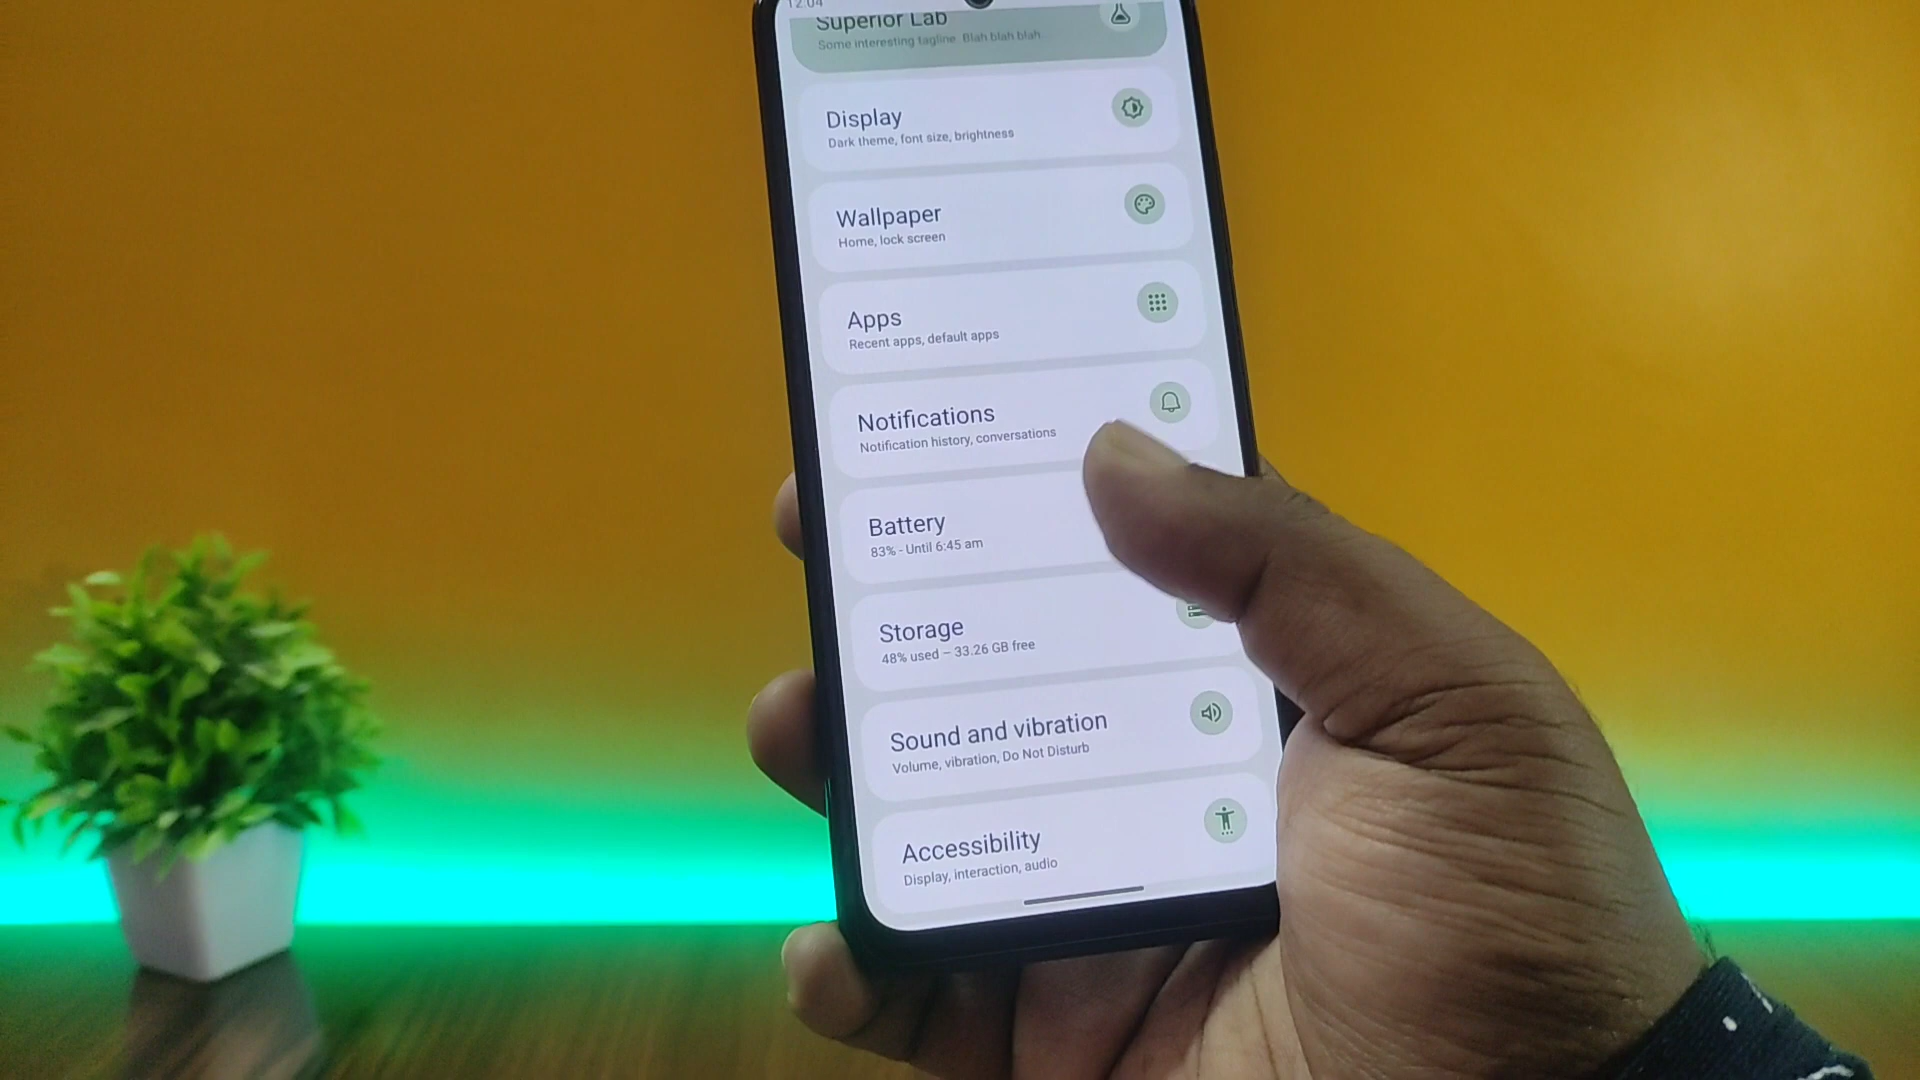 12:04
Superior Lab
Some interesting tagline. Blah blah blah..
Display
Dark theme, font size, brightness
Wallpaper
Home, lock screen
Apps
Recent apps, default apps
Notifications
Notification history, conversations
Battery
83% - Until 6:45 am
Storage
48% used – 33.26 GB free
Sound and vibration
Volume, vibration, Do Not Disturb
Accessibility
Display, interaction, audio